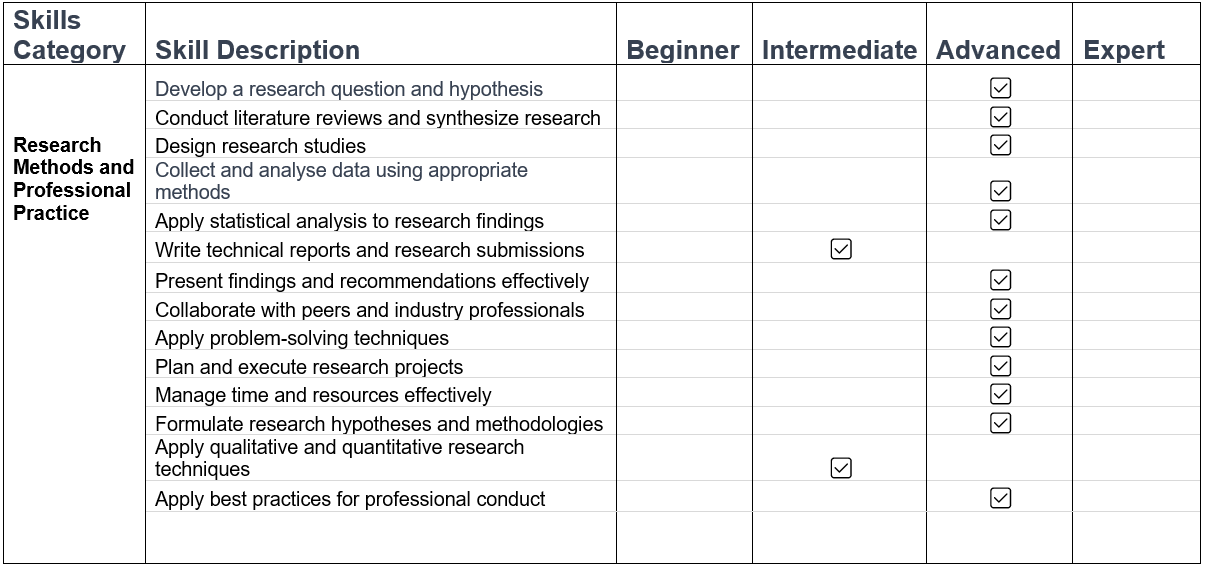 Skills
Category
Skill Description
Beginner
Intermediate
Advanced
Expert
Research
Methods and
Professional
Practice
Develop a research question and hypothesis
Conduct literature reviews and synthesize research
Design research studies
Collect and analyse data using appropriate
methods
Apply statistical analysis to research findings
Write technical reports and research submissions
Present findings and recommendations effectively
Collaborate with peers and industry professionals
Apply problem-solving techniques
Plan and execute research projects
Manage time and resources effectively
Formulate research hypotheses and methodologies
Apply qualitative and quantitative research
techniques
Apply best practices for professional conduct